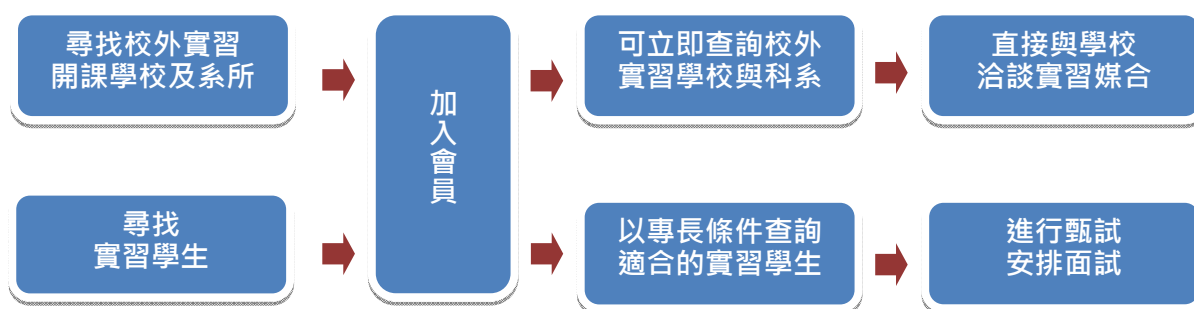 尋找校外實習
開課學校及系所
加入會員
可立即查詢校外
實習學校與科系
直接與學校
洽談實習媒合
尋找
實習學生
以專長條件查詢
適合的實習學生
進行甄試
安排面試